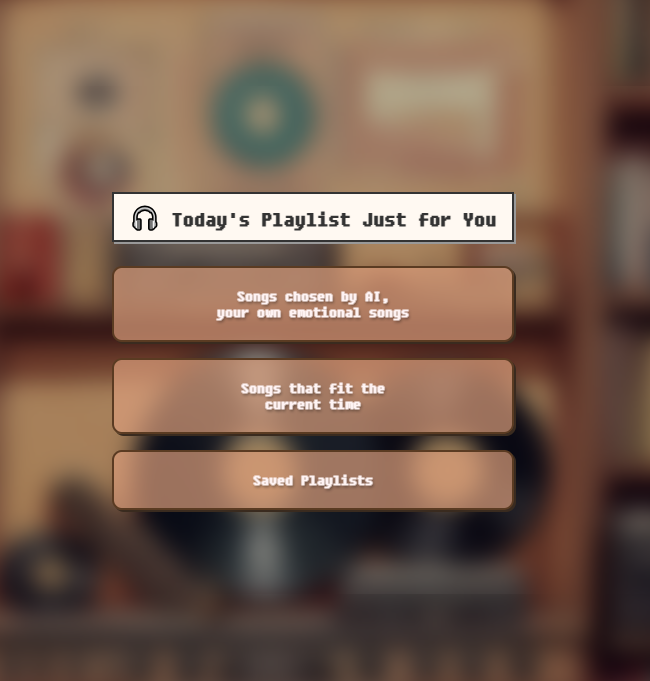 Today's Playlist Just for You
Songs chosen by AI,
your own emotional songs
Songs that fit the
current time
Saved Playlists